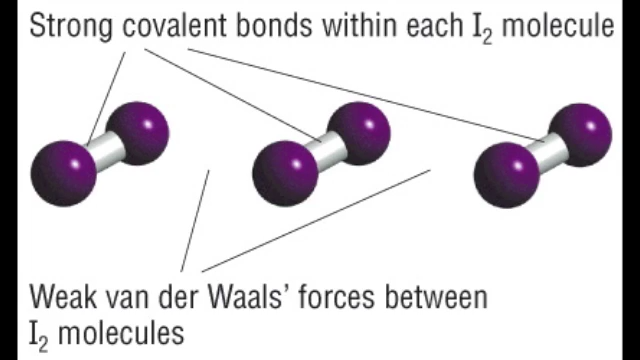 Strong covalent bonds within each I₂ molecule
Weak van der Waals’ forces between
I₂ molecules